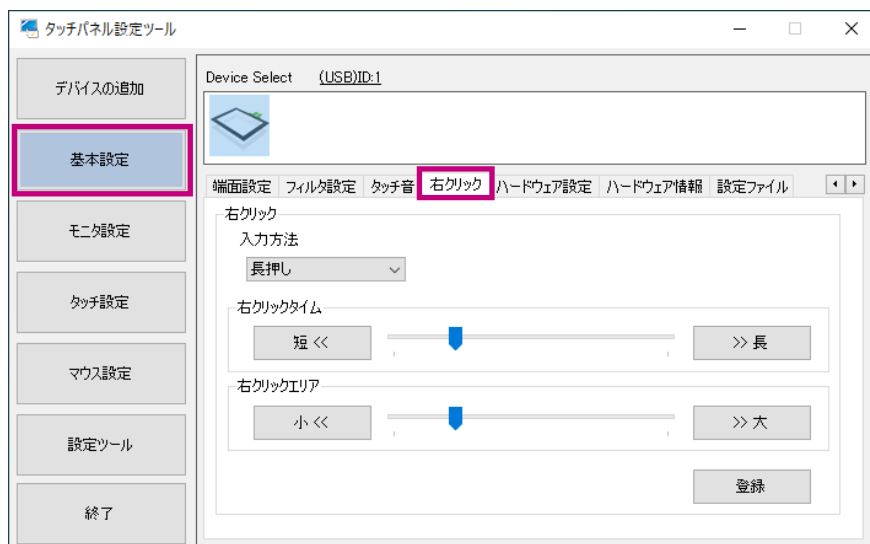 タッチパネル設定ツール
デバイスの追加
基本設定
モニタ設定
タッチ設定
マウス設定
設定ツール
終了
Device Select (USB)ID:1
端面設定 フィルタ設定 タッチ音 右クリック ハードウェア設定 ハードウェア情報 設定ファイル
右クリック
入力方法
長押し
右クリックタイム
短 << >> 長
右クリックエリア
小 << >> 大
登録